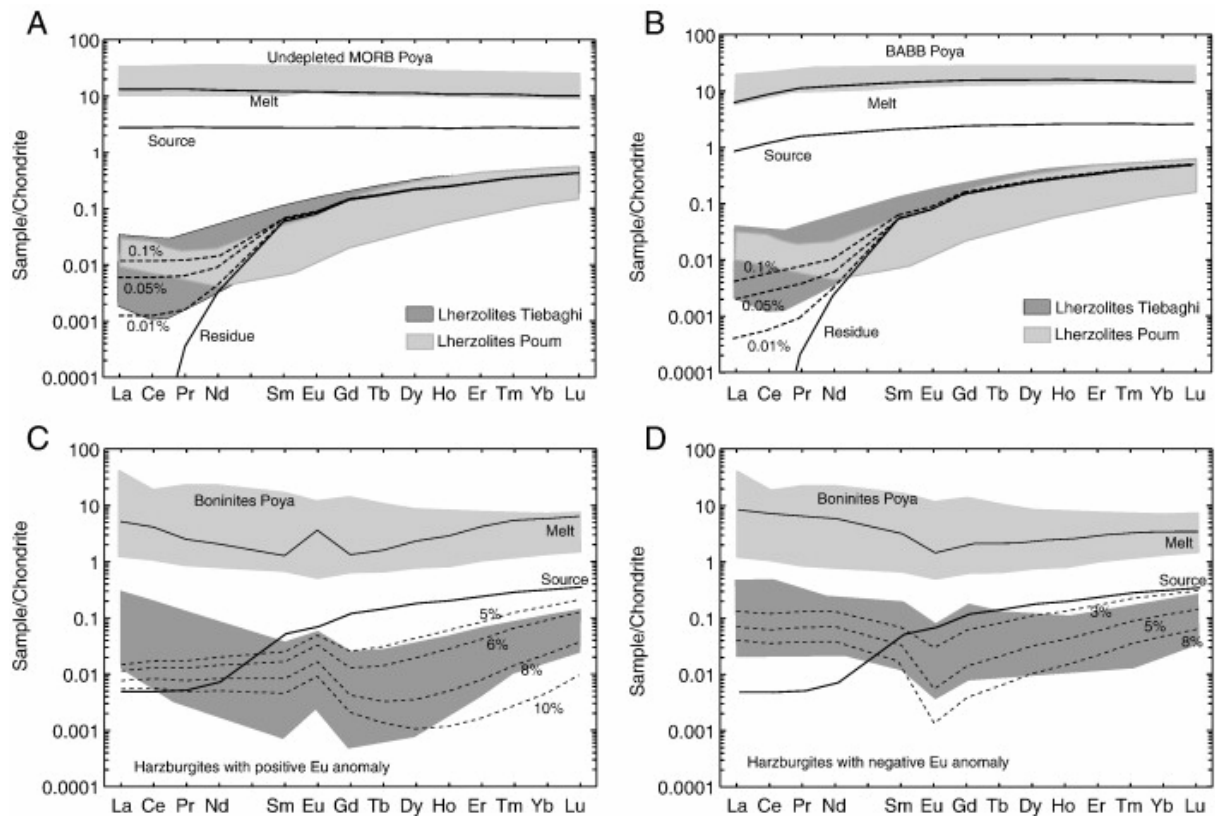 A
Undepleted MORB Poya
Melt
Source
0.1%
0.05%
0.01%
Residue
Lherzolites Tiebaghi
Lherzolites Poum
Sample/Chondrite
100
10
1
0.1
0.01
0.001
0.0001
La Ce Pr Nd Sm Eu Gd Tb Dy Ho Er Tm Yb Lu
B
BABB Poya
Melt
Source
0.1%
0.05%
0.01%
Residue
Lherzolites Tiebaghi
Lherzolites Poum
Sample/Chondrite
100
10
1
0.1
0.01
0.001
0.0001
La Ce Pr Nd Sm Eu Gd Tb Dy Ho Er Tm Yb Lu
C
Boninites Poya
Melt
Source
5%
6%
8%
10%
Harzburgites with positive Eu anomaly
Sample/Chondrite
100
10
1
0.1
0.01
0.001
0.0001
La Ce Pr Nd Sm Eu Gd Tb Dy Ho Er Tm Yb Lu
D
Boninites Poya
Melt
Source
3%
5%
8%
Harzburgites with negative Eu anomaly
Sample/Chondrite
100
10
1
0.1
0.01
0.001
0.0001
La Ce Pr Nd Sm Eu Gd Tb Dy Ho Er Tm Yb Lu